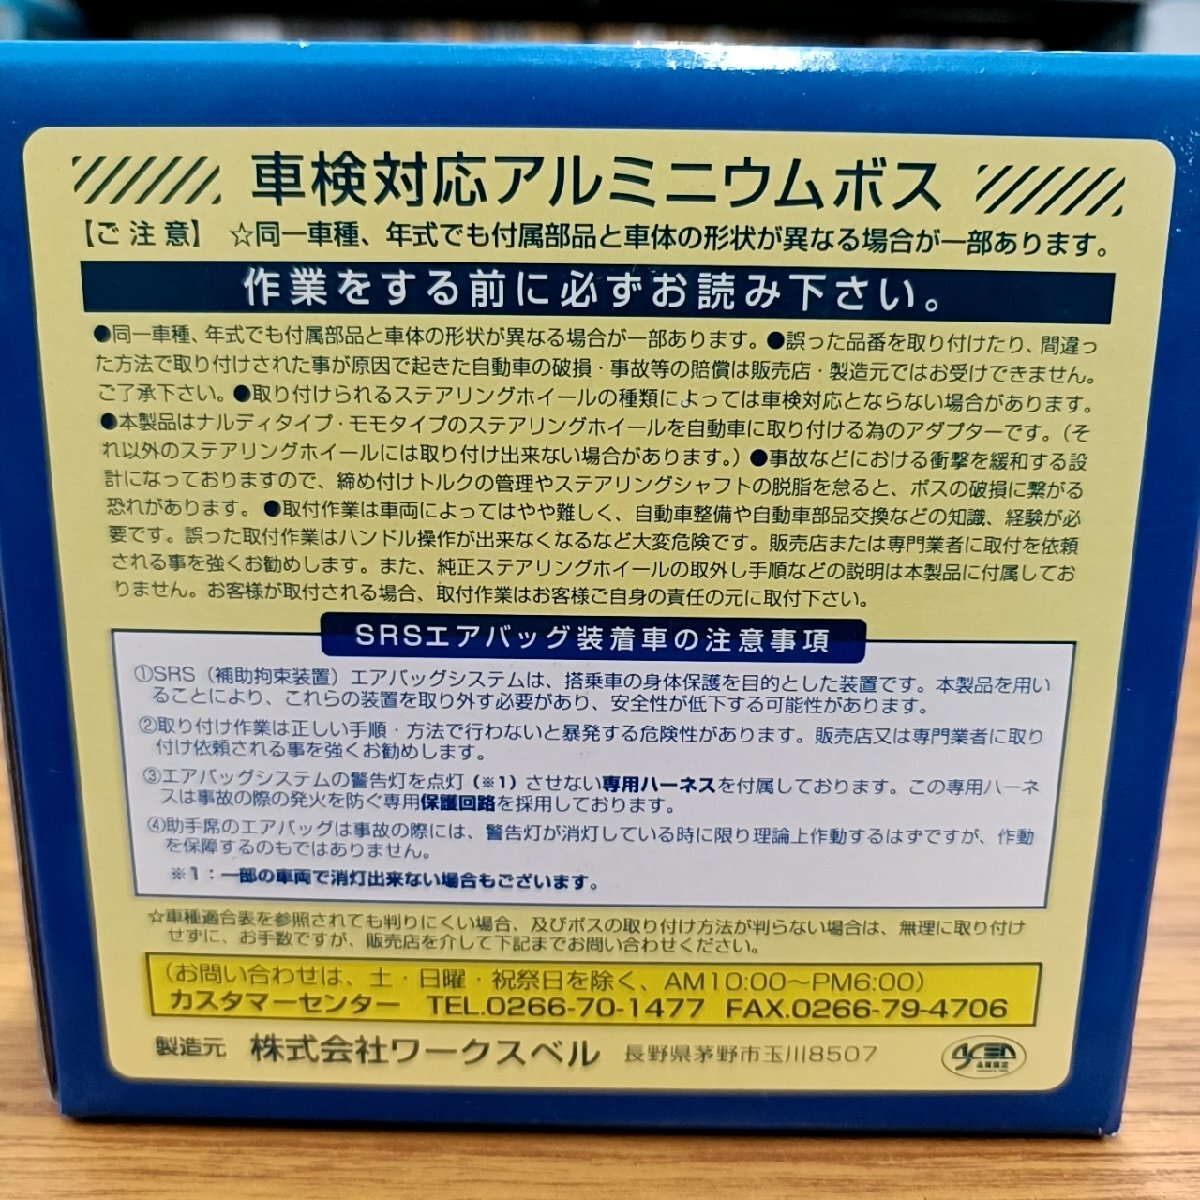 車検対応アルミニウムボス
【ご注意】 ☆同一車種、年式でも付属部品と車体の形状が異なる場合が一部あります。
作業をする前に必ずお読み下さい。
●同一車種、年式でも付属部品と車体の形状が異なる場合が一部あります。●誤った品番を取り付けたり、間違っ
た方法で取り付けされた事が原因で起きた自動車の破損・事故等の賠償は販売店・製造元ではお受けできません。
ご了承下さい。●取り付けられるステアリングホイールの種類によっては車検対応とならない場合があります。
●本製品はナルディタイプ・モモタイプのステアリングホイールを自動車に取り付ける為のアダプターです。(そ
れ以外のステアリングホイールには取り付け出来ない場合があります。)●事故などにおける衝撃を緩和する設
計になっておりますので、締め付けトルクの管理やステアリングシャフトの脱脂を怠ると、ボスの破損に繋がる
恐れがあります。●取付作業は車両によってはやや難しく、自動車整備や自動車部品交換などの知識、経験が必
要です。誤った取付作業はハンドル操作が出来なくなるなど大変危険です。販売店または専門業者に取付を依頼
される事を強くお勧めします。また、純正ステアリングホイールの取外し手順などの説明は本製品に付属してお
りません。お客様が取付される場合、取付作業はお客様ご自身の責任の元に取付下さい。
SRSエアバッグ装着車の注意事項
①SRS（補助拘束装置）エアバッグシステムは、搭乗車の身体保護を目的とした装置です。本製品を用い
ることにより、これらの装置を取り外す必要があり、安全性が低下する可能性があります。
②取り付け作業は正しい手順・方法で行わないと暴発する危険性があります。販売店又は専門業者に取り
付け依頼される事を強くお勧めします。
③エアバッグシステムの警告灯を点灯（※1）させない専用ハーネスを付属しております。この専用ハーネ
スは事故の際の発火を防ぐ専用保護回路を採用しております。
④助手席のエアバッグは事故の際には、警告灯が消灯している時に限り理論上作動するはずですが、作動
を保障するのもではありません。
※1：一部の車両で消灯出来ない場合もございます。
☆車種適合表を参照されても判りにくい場合、及びボスの取り付け方法が判らない場合は、無理に取り付け
せずに、お手数ですが、販売店を介して下記までお問い合わせください。
（お問い合わせは、土・日曜・祝祭日を除く、AM10:00〜PM6:00）
カスタマーセンター TEL.0266-70-1477 FAX.0266-79-4706
製造元 株式会社ワークスベル 長野県茅野市玉川8507